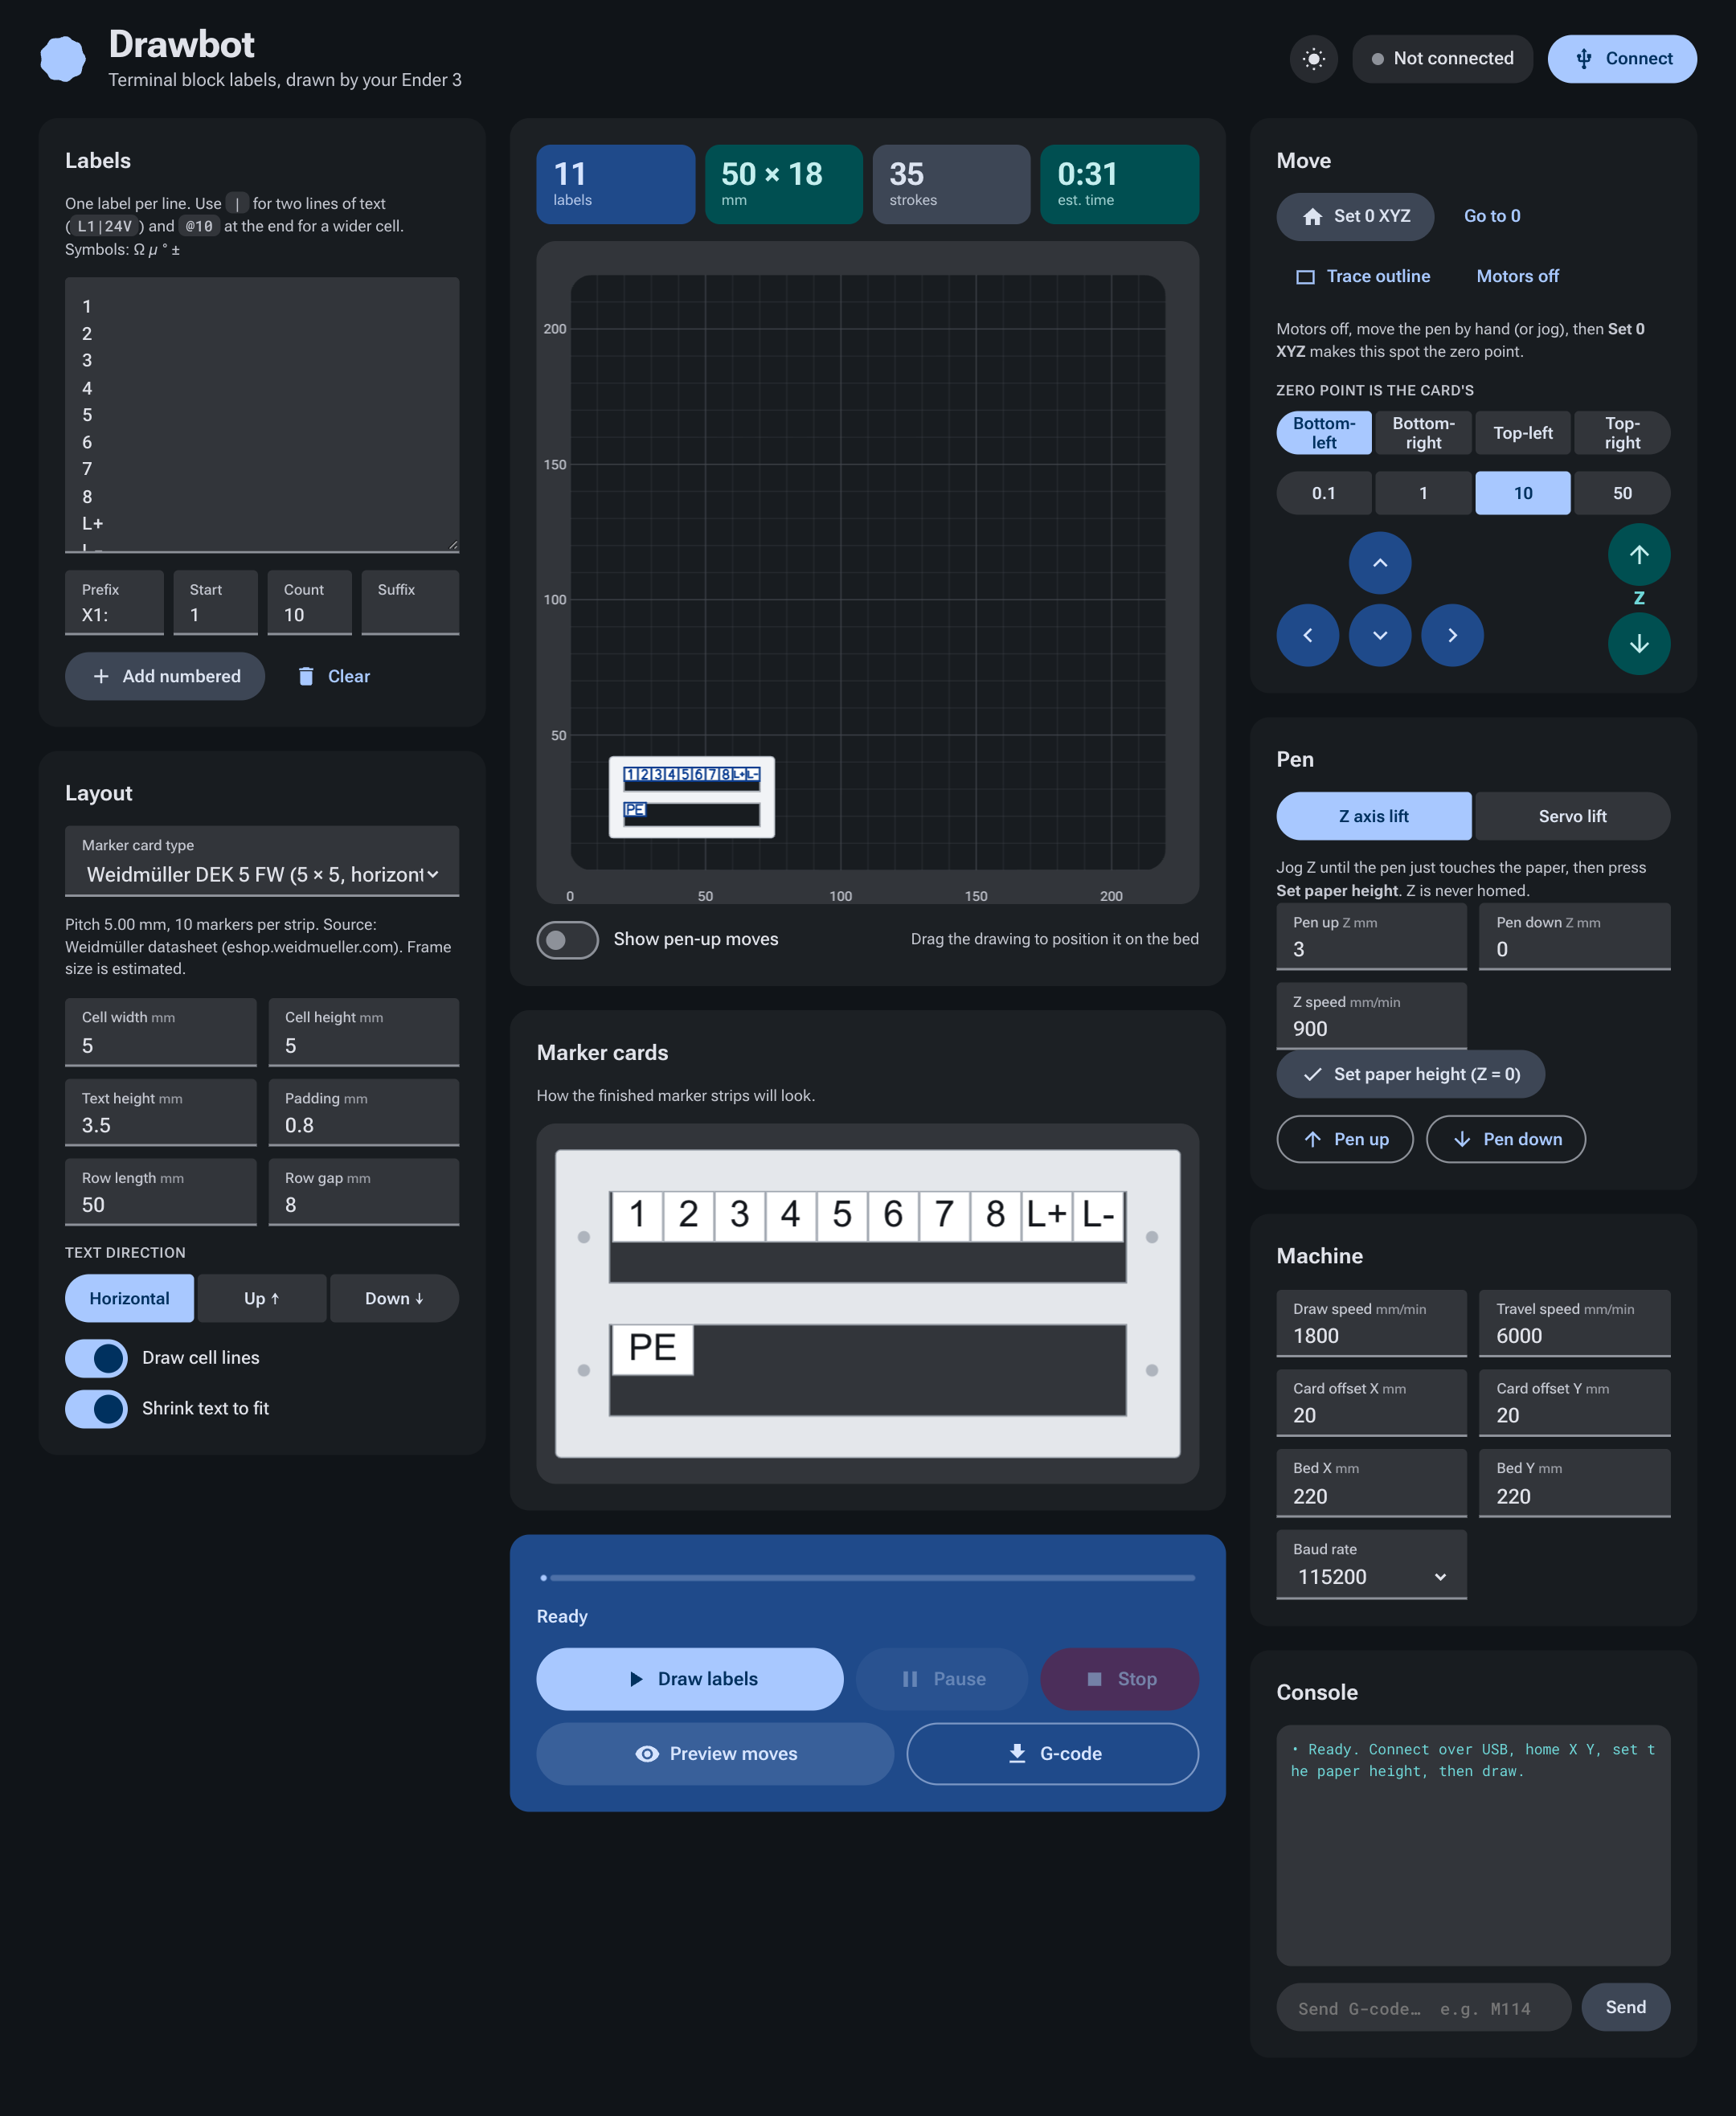 Drawbot
Terminal block labels, drawn by your Ender 3
Not connected
Connect
Labels
One label per line. Use | for two lines of text
( L1|24V ) and @10 at the end for a wider cell.
Symbols: Ω µ ° ±
1
2
3
4
5
6
7
8
L+
Prefix
X1:
Start
1
Count
10
Suffix
Add numbered
Clear
Layout
Marker card type
Weidmüller DEK 5 FW (5 × 5, horizont
Pitch 5.00 mm, 10 markers per strip. Source:
Weidmüller datasheet (eshop.weidmueller.com). Frame
size is estimated.
Cell width mm
5
Cell height mm
5
Text height mm
3.5
Padding mm
0.8
Row length mm
50
Row gap mm
8
TEXT DIRECTION
Horizontal
Up ↑
Down ↓
Draw cell lines
Shrink text to fit
11
labels
50 × 18
mm
35
strokes
0:31
est. time
200
150
100
50
1 2 3 4 5 6 7 8 L+ L-
PE
0 50 100 150 200
Show pen-up moves
Drag the drawing to position it on the bed
Marker cards
How the finished marker strips will look.
1 2 3 4 5 6 7 8 L+ L-
PE
Ready
Draw labels
Pause
Stop
Preview moves
G-code
Move
Set 0 XYZ
Go to 0
Trace outline
Motors off
Motors off, move the pen by hand (or jog), then Set 0
XYZ makes this spot the zero point.
ZERO POINT IS THE CARD'S
Bottom-
left
Bottom-
right
Top-left
Top-
right
0.1
1
10
50
Z
Pen
Z axis lift
Servo lift
Jog Z until the pen just touches the paper, then press
Set paper height. Z is never homed.
Pen up Z mm
3
Pen down Z mm
0
Z speed mm/min
900
Set paper height (Z = 0)
Pen up
Pen down
Machine
Draw speed mm/min
1800
Travel speed mm/min
6000
Card offset X mm
20
Card offset Y mm
20
Bed X mm
220
Bed Y mm
220
Baud rate
115200
Console
· Ready. Connect over USB, home X Y, set t
he paper height, then draw.
Send G-code… e.g. M114
Send